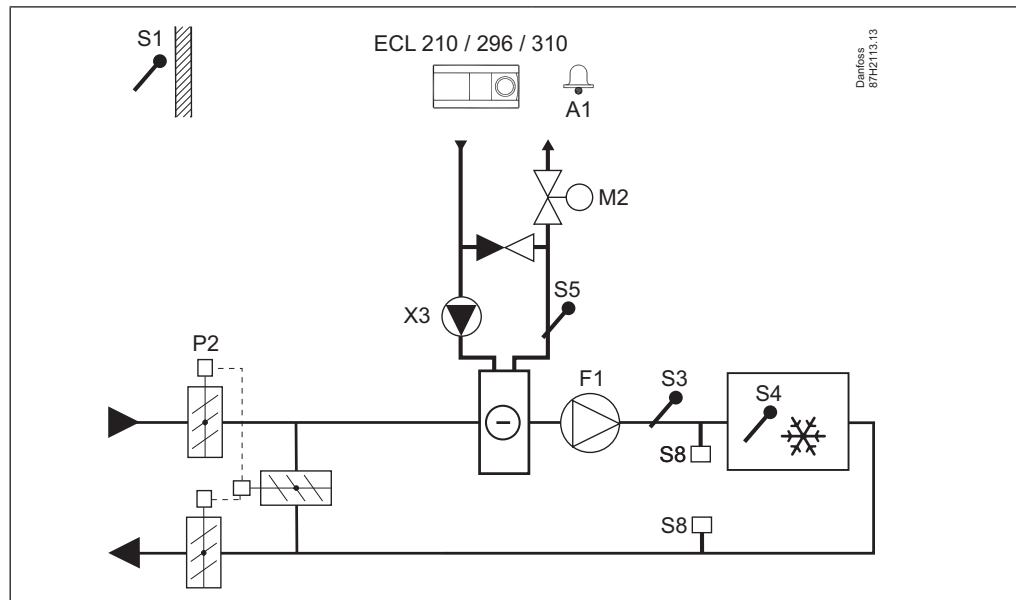 S1
ECL 210 / 296 / 310
A1
Danfoss
87H2113.13
M2
S5
X3
P2
F1
S3
S4
S8
S8